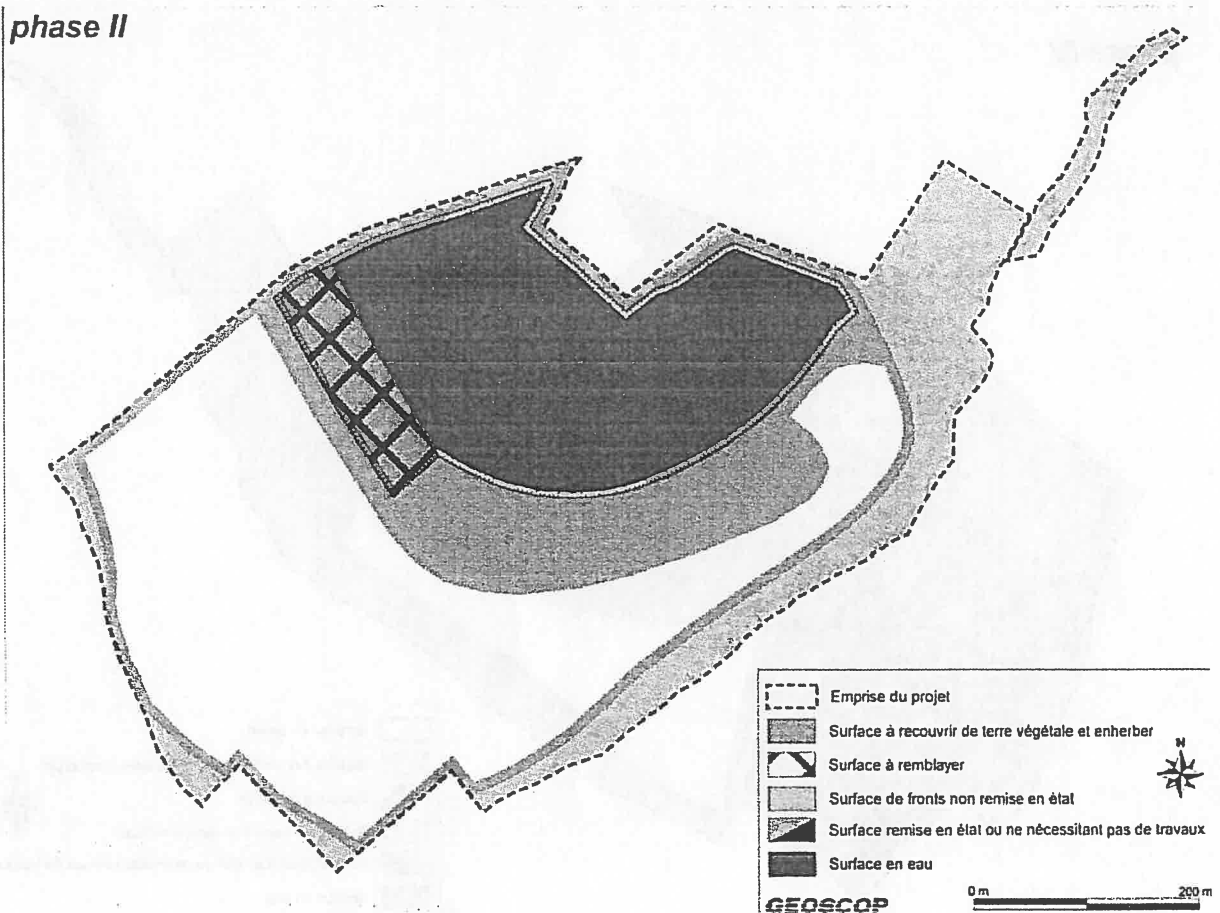 phase II
Emprise du projet
Surface à recouvrir de terre végétale et enherber
Surface à remblayer
Surface de fronts non remise en état
Surface remise en état ou ne nécessitant pas de travaux
Surface en eau
N
GEOSCOP
0 m 200 m